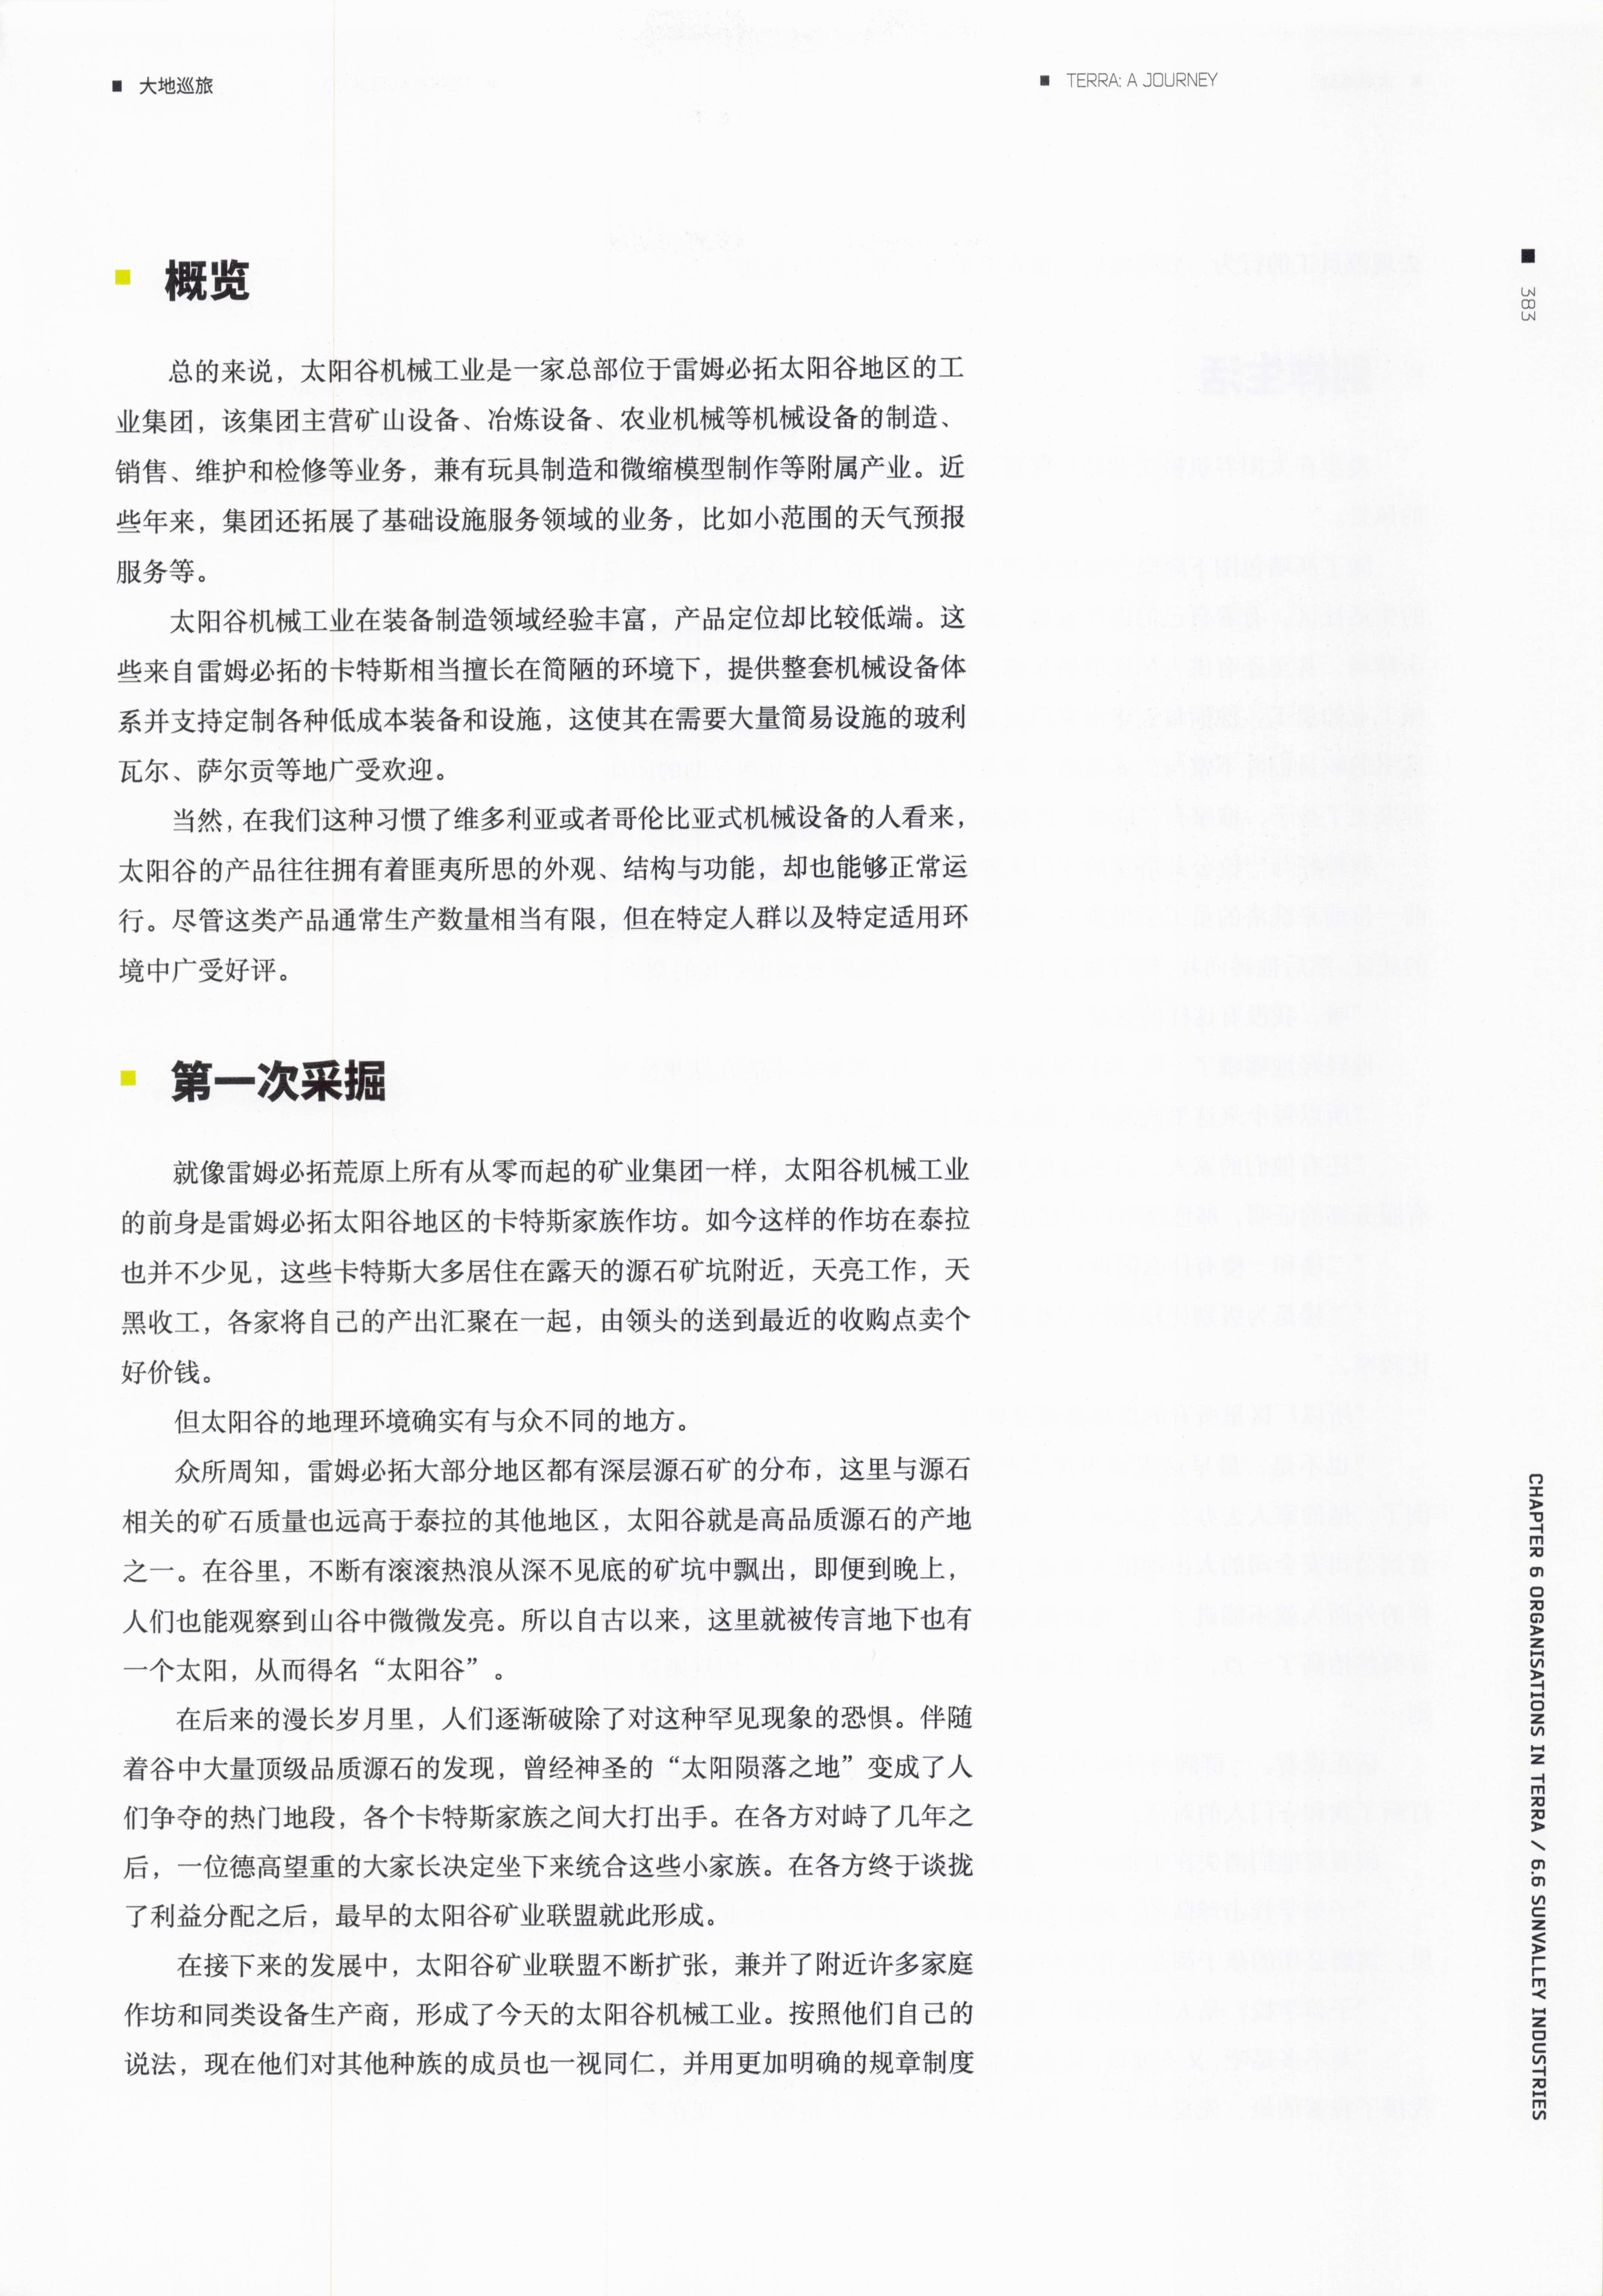 大地巡旅
TERRA: A JOURNEY
383
概览
总的来说，太阳谷机械工业是一家总部位于雷姆必拓太阳谷地区的工
业集团，该集团主营矿山设备、冶炼设备、农业机械等机械设备的制造、
销售、维护和检修等业务，兼有玩具制造和微缩模型制作等附属产业。近
些年来，集团还拓展了基础设施服务领域的业务，比如小范围的天气预报
服务等。
太阳谷机械工业在装备制造领域经验丰富，产品定位却比较低端。这
些来自雷姆必拓的卡特斯相当擅长在简陋的环境下，提供整套机械设备体
系并支持定制各种低成本装备和设施，这使其在需要大量简易设施的玻利
瓦尔、萨尔贡等地广受欢迎。
当然，在我们这种习惯了维多利亚或者哥伦比亚式机械设备的人看来，
太阳谷的产品往往拥有着匪夷所思的外观、结构与功能，却也能够正常运
行。尽管这类产品通常生产数量相当有限，但在特定人群以及特定适用环
境中广受好评。
第一次采掘
就像雷姆必拓荒原上所有从零而起的矿业集团一样，太阳谷机械工业
的前身是雷姆必拓太阳谷地区的卡特斯家族作坊。如今这样的作坊在泰拉
也并不少见，这些卡特斯大多居住在露天的源石矿坑附近，天亮工作，天
黑收工，各家将自己的产出汇聚在一起，由领头的送到最近的收购点卖个
好价钱。
但太阳谷的地理环境确实有与众不同的地方。
众所周知，雷姆必拓大部分地区都有深层源石矿的分布，这里与源石
相关的矿石质量也远高于泰拉的其他地区，太阳谷就是高品质源石的产地
之一。在谷里，不断有滚滚热浪从深不见底的矿坑中飘出，即便到晚上，
人们也能观察到山谷中微微发亮。所以自古以来，这里就被传言地下也有
一个太阳，从而得名“太阳谷”。
在后来的漫长岁月里，人们逐渐破除了对这种罕见现象的恐惧。伴随
着谷中大量顶级品质源石的发现，曾经神圣的“太阳陨落之地”变成了人
们争夺的热门地段，各个卡特斯家族之间大打出手。在各方对峙了几年之
后，一位德高望重的大家长决定坐下来统合这些小家族。在各方终于谈拢
了利益分配之后，最早的太阳谷矿业联盟就此形成。
在接下来的发展中，太阳谷矿业联盟不断扩张，兼并了附近许多家庭
作坊和同类设备生产商，形成了今天的太阳谷机械工业。按照他们自己的
说法，现在他们对其他种族的成员也一视同仁，并用更加明确的规章制度
CHAPTER 6 ORGANISATIONS IN TERRA / 6.6 SUNVALLEY INDUSTRIES